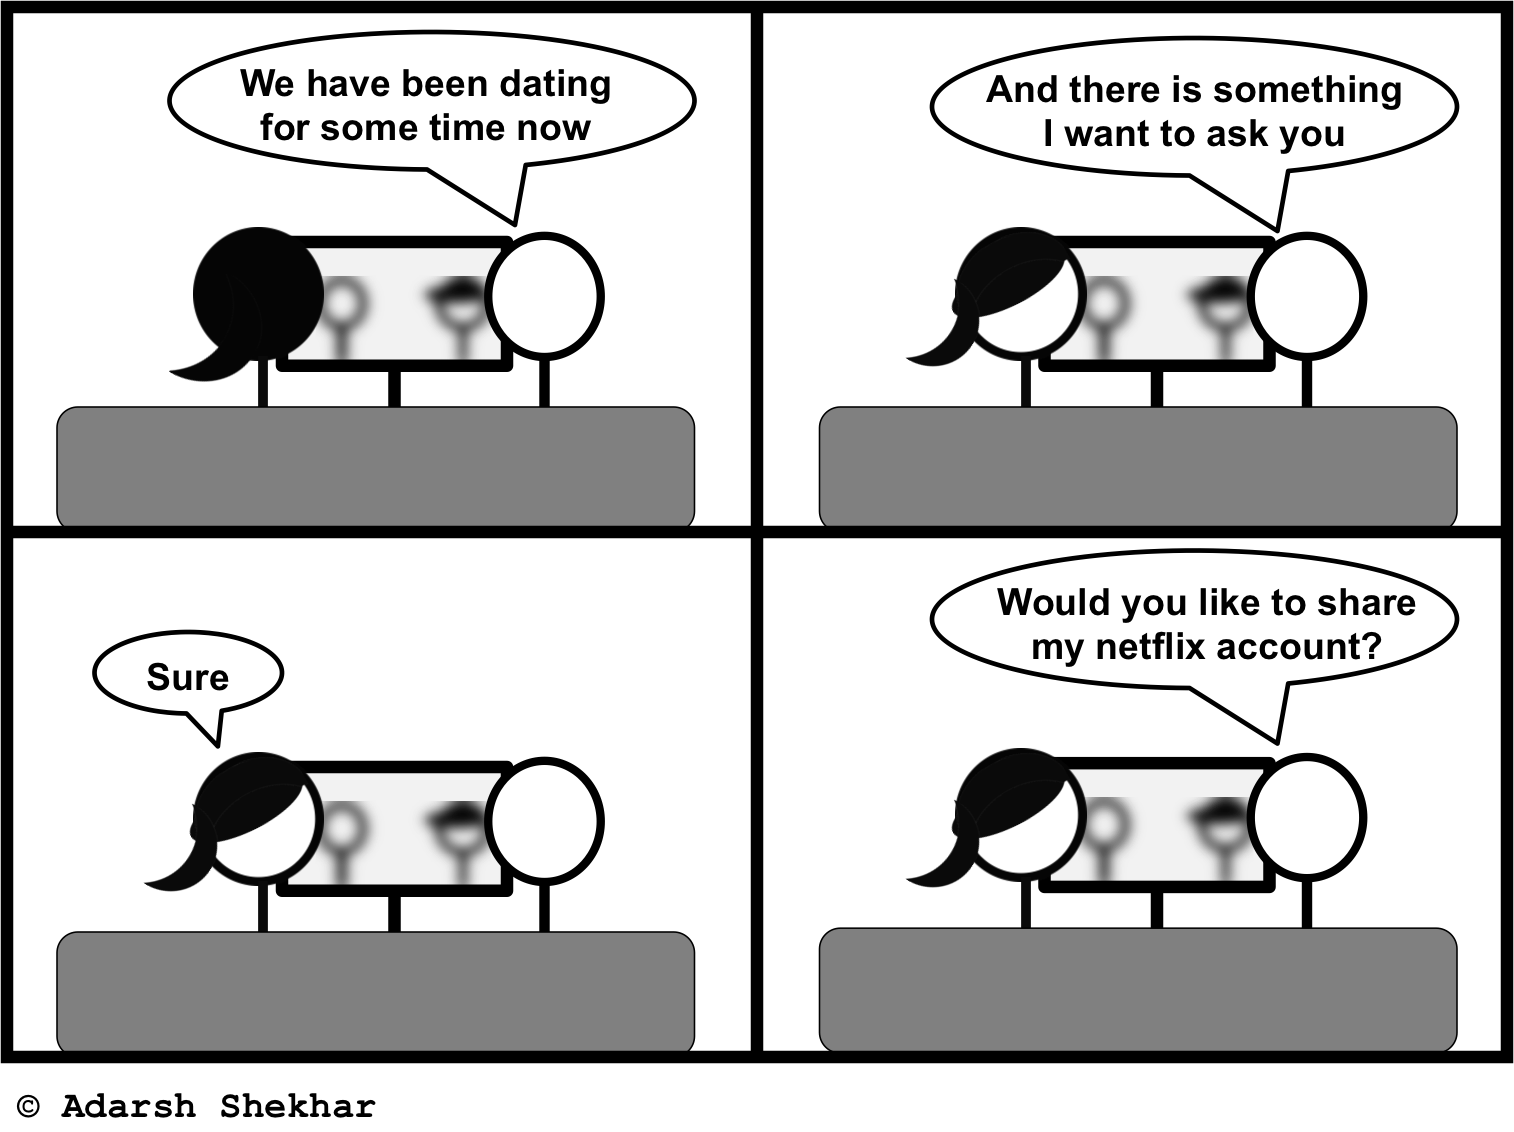 We have been dating
for some time now
And there is something
I want to ask you
Sure
Would you like to share
my netflix account?
© Adarsh Shekhar